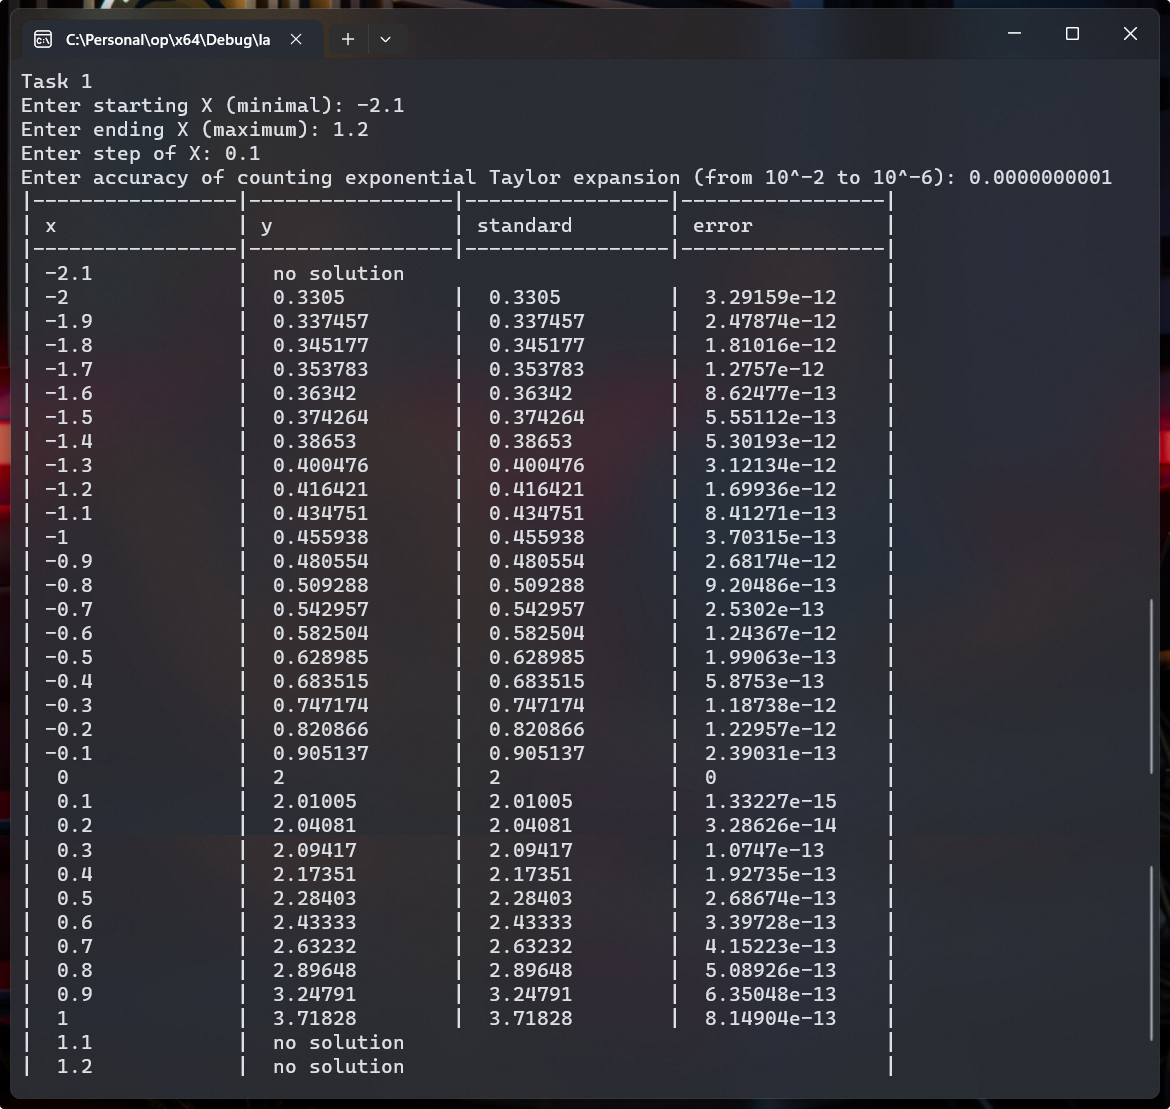 C:\Personal\op\x64\Debug\la
Task 1
Enter starting X (minimal): -2.1
Enter ending X (maximum): 1.2
Enter step of X: 0.1
Enter accuracy of counting exponential Taylor expansion (from 10^-2 to 10^-6): 0.0000000001
|-----------------|-----------------|-----------------|-----------------|
| x | y | standard | error |
|-----------------|-----------------|-----------------|-----------------|
| -2.1 | no solution |
| -2 | 0.3305 | 0.3305 | 3.29159e-12 |
| -1.9 | 0.337457 | 0.337457 | 2.47874e-12 |
| -1.8 | 0.345177 | 0.345177 | 1.81016e-12 |
| -1.7 | 0.353783 | 0.353783 | 1.2757e-12 |
| -1.6 | 0.36342 | 0.36342 | 8.62477e-13 |
| -1.5 | 0.374264 | 0.374264 | 5.55112e-13 |
| -1.4 | 0.38653 | 0.38653 | 5.30193e-12 |
| -1.3 | 0.400476 | 0.400476 | 3.12134e-12 |
| -1.2 | 0.416421 | 0.416421 | 1.69936e-12 |
| -1.1 | 0.434751 | 0.434751 | 8.41271e-13 |
| -1 | 0.455938 | 0.455938 | 3.70315e-13 |
| -0.9 | 0.480554 | 0.480554 | 2.68174e-12 |
| -0.8 | 0.509288 | 0.509288 | 9.20486e-13 |
| -0.7 | 0.542957 | 0.542957 | 2.5302e-13 |
| -0.6 | 0.582504 | 0.582504 | 1.24367e-12 |
| -0.5 | 0.628985 | 0.628985 | 1.99063e-13 |
| -0.4 | 0.683515 | 0.683515 | 5.8753e-13 |
| -0.3 | 0.747174 | 0.747174 | 1.18738e-12 |
| -0.2 | 0.820866 | 0.820866 | 1.22957e-12 |
| -0.1 | 0.905137 | 0.905137 | 2.39031e-13 |
| 0 | 2 | 2 | 0 |
| 0.1 | 2.01005 | 2.01005 | 1.33227e-15 |
| 0.2 | 2.04081 | 2.04081 | 3.28626e-14 |
| 0.3 | 2.09417 | 2.09417 | 1.0747e-13 |
| 0.4 | 2.17351 | 2.17351 | 1.92735e-13 |
| 0.5 | 2.28403 | 2.28403 | 2.68674e-13 |
| 0.6 | 2.43333 | 2.43333 | 3.39728e-13 |
| 0.7 | 2.63232 | 2.63232 | 4.15223e-13 |
| 0.8 | 2.89648 | 2.89648 | 5.08926e-13 |
| 0.9 | 3.24791 | 3.24791 | 6.35048e-13 |
| 1 | 3.71828 | 3.71828 | 8.14904e-13 |
| 1.1 | no solution |
| 1.2 | no solution |